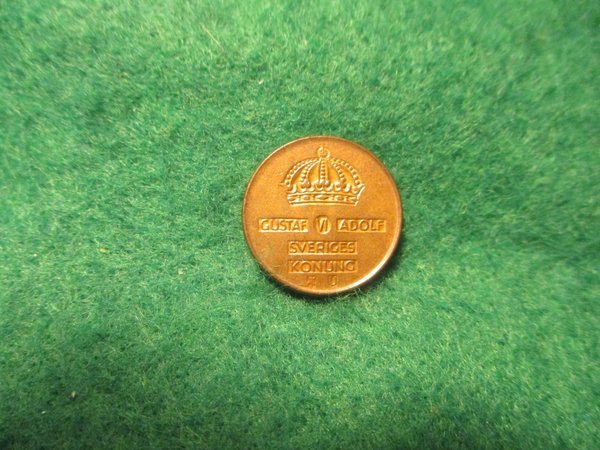 GUSTAF VI ADOLF
SVERIGES
KONUNG
U